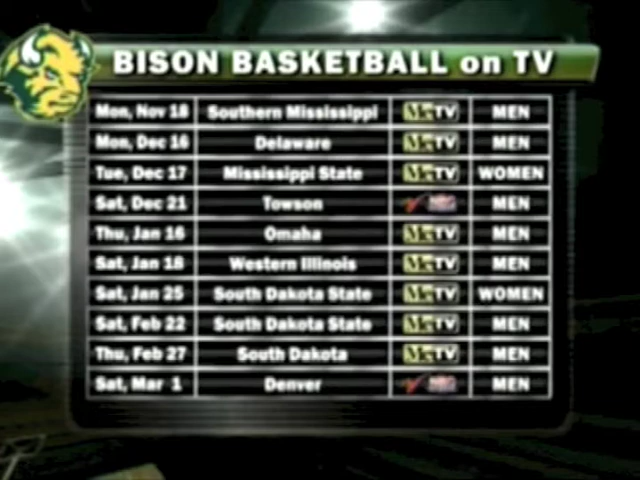 BISON BASKETBALL on TV
Mon, Nov 18 Southern Mississippi MeTV MEN
Mon, Dec 16 Delaware MeTV MEN
Tue, Dec 17 Mississippi State MeTV WOMEN
Sat, Dec 21 Towson MEN
Thu, Jan 16 Omaha MeTV MEN
Sat, Jan 18 Western Illinois MeTV MEN
Sat, Jan 25 South Dakota State MeTV WOMEN
Sat, Feb 22 South Dakota State MeTV MEN
Thu, Feb 27 South Dakota MeTV MEN
Sat, Mar 1 Denver MEN